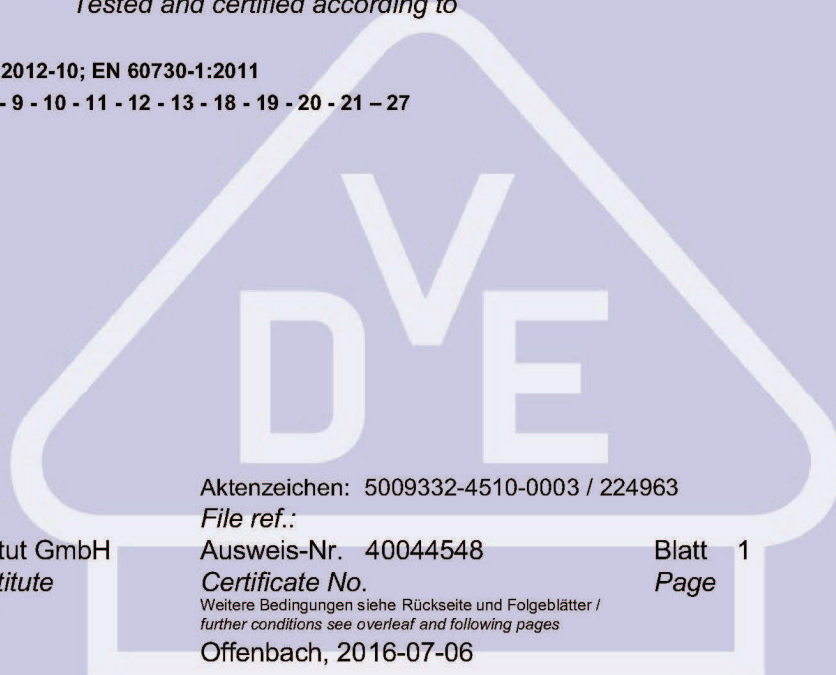 Tested and certified according to
2012-10; EN 60730-1:2011
- 9 - 10 - 11 - 12 - 13 - 18 - 19 - 20 - 21 – 27
V
D E
Aktenzeichen: 5009332-4510-0003 / 224963
File ref.:
tut GmbH Ausweis-Nr. 40044548 Blatt 1
titute Certificate No. Page
Weitere Bedingungen siehe Rückseite und Folgeblätter /
further conditions see overleaf and following pages
Offenbach, 2016-07-06